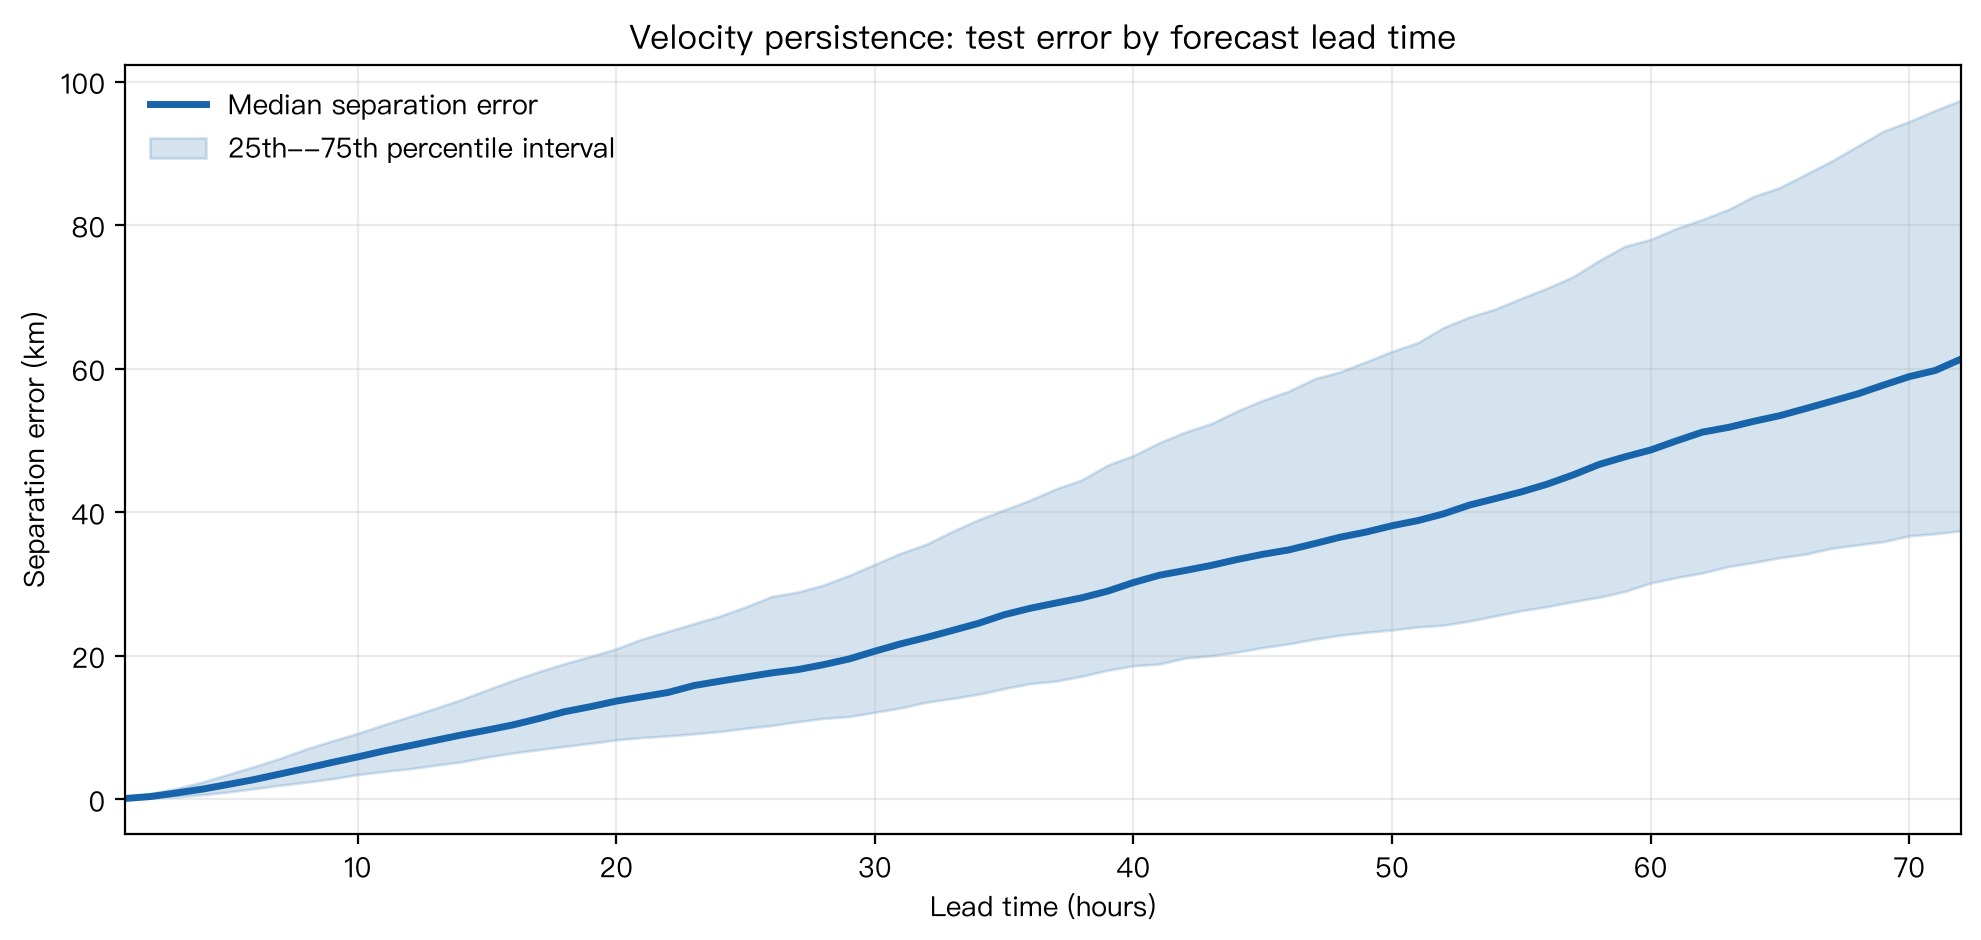 Velocity persistence: test error by forecast lead time
Median separation error
25th−−75th percentile interval
Separation error (km)
100
80
60
40
20
0
10 20 30 40 50 60 70
Lead time (hours)